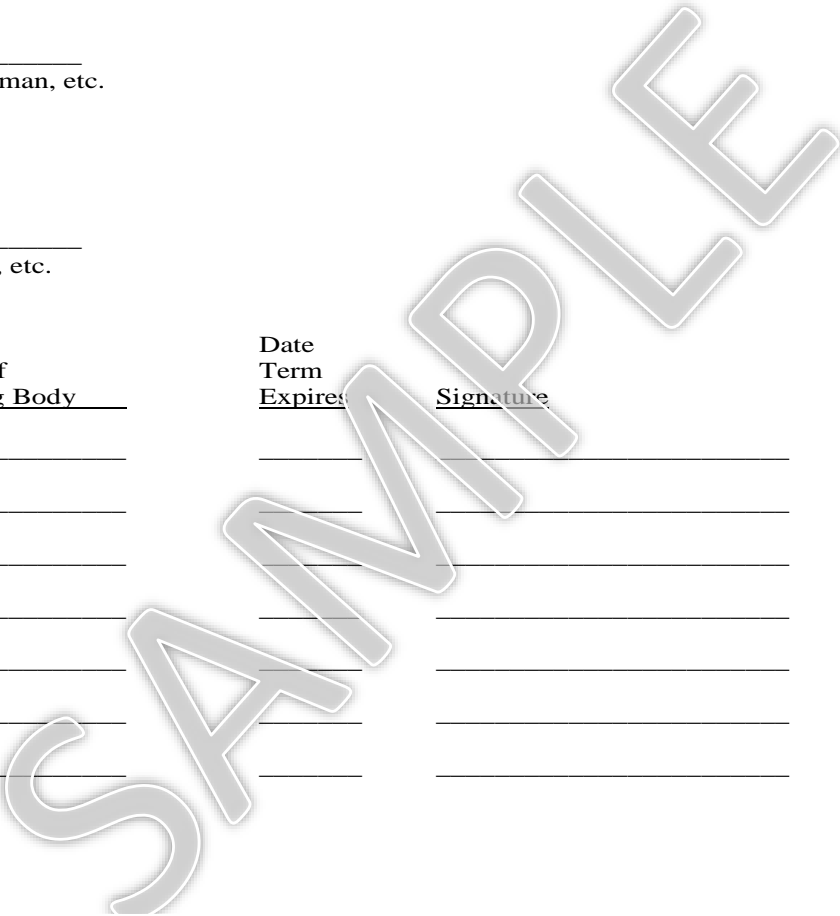 man, etc.
, etc.
Date
f Term
g Body Expires Signature
SAMPLE